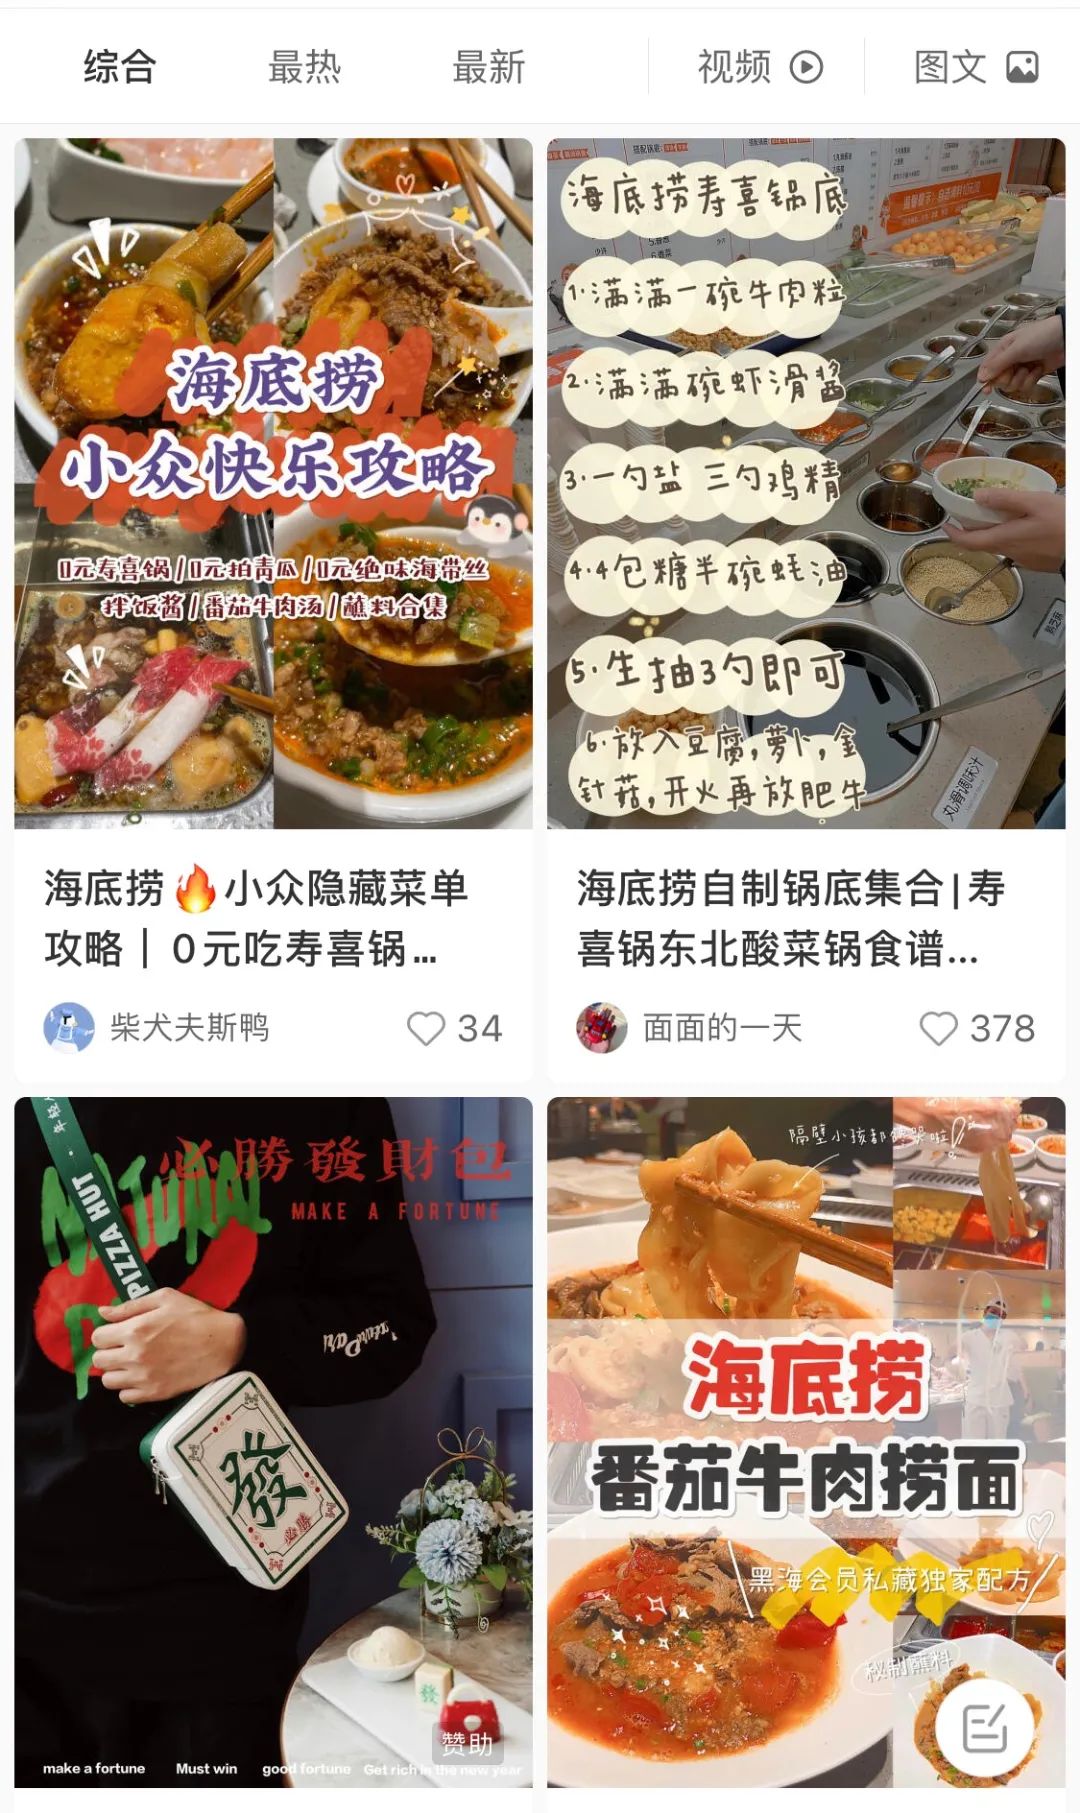 综合
最热
最新
视频
图文
海底捞
小众快乐攻略
0元寿喜锅/0元拍青瓜/0元绝味海带丝
拌饭酱/番茄牛肉汤/蘸料合集
海底捞🔥小众隐藏菜单
攻略｜0元吃寿喜锅...
柴犬夫斯鸭
34
海底捞寿喜锅底
1·满满一碗牛肉粒
2·满满碗虾滑酱
3·一勺盐 三勺鸡精
4·4包糖半碗蚝油
5·生抽3勺即可
6·放入豆腐,萝卜,金
针菇,开火再放肥牛
丸滑调味汁
海底捞自制锅底集合|寿
喜锅东北酸菜锅食谱...
面面的一天
378
必勝發財包
MAKE A FORTUNE
PIZZA HUT
發
必勝
發
赞助
make a fortune
Must win
good fortune
Get rich in the new year
隔壁小孩都馋哭啦
海底捞
番茄牛肉捞面
黑海会员私藏独家配方
秘制蘸料